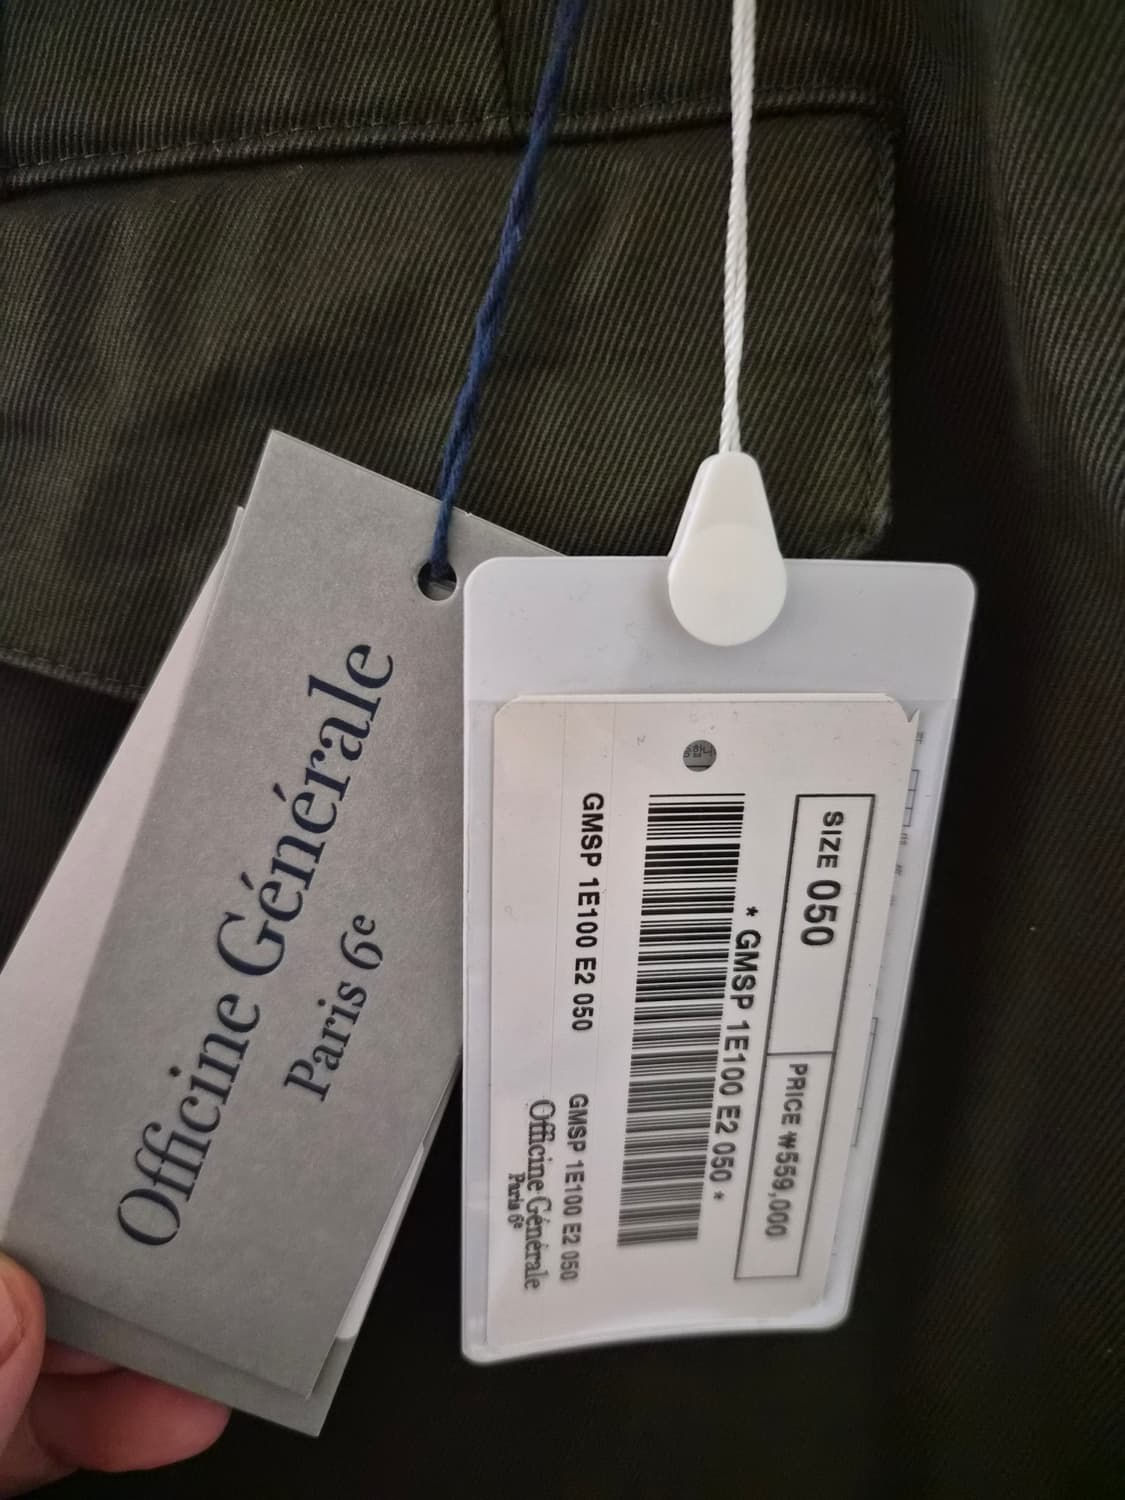 Officine Générale
Paris 6e
SIZE 050
PRICE ₩559,000
* GMSP 1E100 E2 050 *
GMSP 1E100 E2 050
GMSP 1E100 E2 050
Officine Générale
Paris 6e